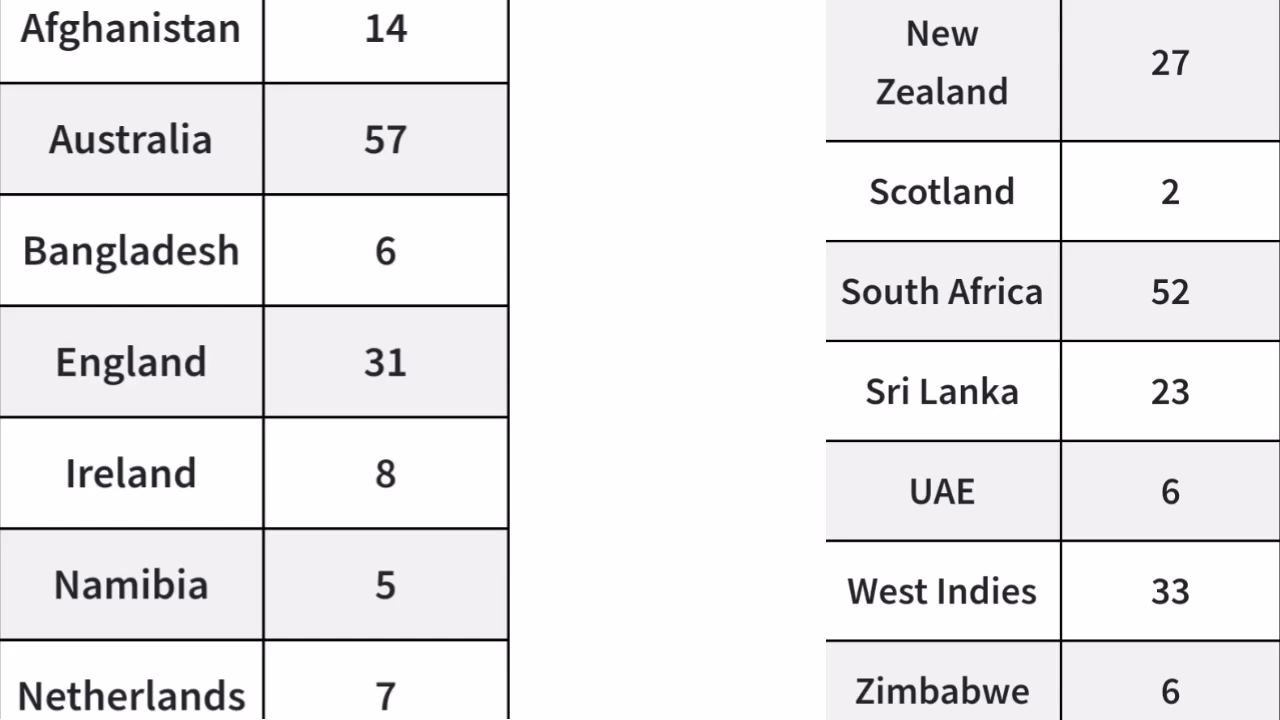 Afghanistan 14
Australia 57
Bangladesh 6
England 31
Ireland 8
Namibia 5
Netherlands 7
New
Zealand 27
Scotland 2
South Africa 52
Sri Lanka 23
UAE 6
West Indies 33
Zimbabwe 6